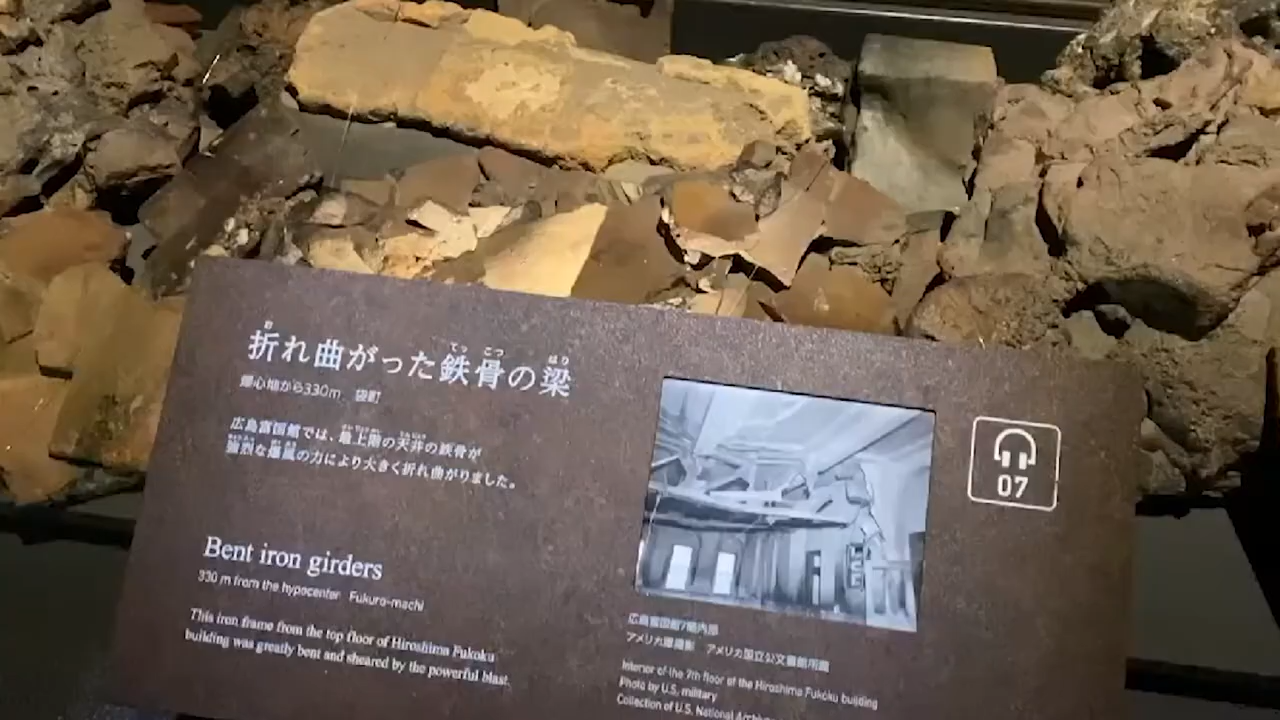 折れ曲がった鉄骨の梁
爆心地から330m 袋町
広島富国館では、最上階の天井の鉄骨が
強烈な爆風の力により大きく折れ曲がりました。
Bent iron girders
330 m from the hypocenter Fukuro-machi
This iron frame from the top floor of Hiroshima Fukoku
building was greatly bent and sheared by the powerful blast.
広島富国館7階内部
アメリカ軍撮影 アメリカ国立公文書館所蔵
Interior of the 7th floor of the Hiroshima Fukoku building
Photo by U.S. military
Collection of U.S. National Archives
07